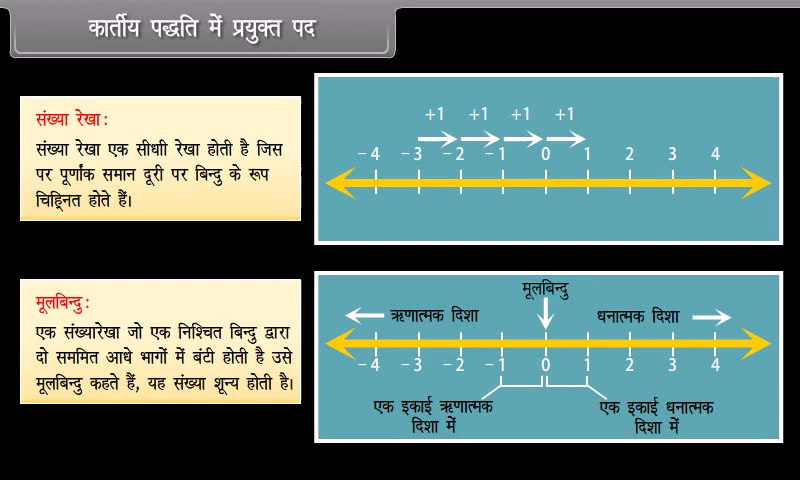 कार्तीय पद्धति में प्रयुक्त पद
संख्या रेखा:
संख्या रेखा एक सीधाी रेखा होती है जिस
पर पूर्णांक समान दूरी पर बिन्दु के रूप
चिह्नित होते हैं।
+1 +1 +1 +1
-4 -3 -2 -1 0 1 2 3 4
मूलबिन्दु:
एक संख्यारेखा जो एक निश्चित बिन्दु द्वारा
दो सममित आधे भागों में बंटी होती है उसे
मूलबिन्दु कहते हैं, यह संख्या शून्य होती है।
मूलबिन्दु
ऋणात्मक दिशा धनात्मक दिशा
-4 -3 -2 -1 0 1 2 3 4
एक इकाई ऋणात्मक
दिशा में
एक इकाई धनात्मक
दिशा में